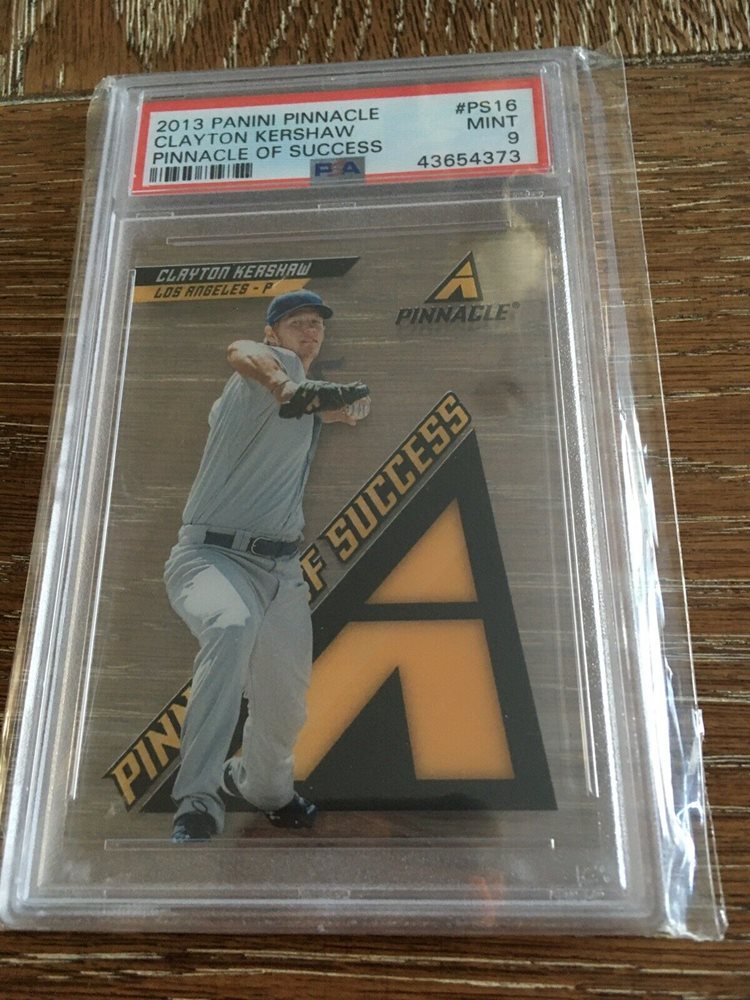 2013 PANINI PINNACLE #PS16
CLAYTON KERSHAW MINT
PINNACLE OF SUCCESS 9
PSA 43654373
CLAYTON KERSHAW
LOS ANGELES - P
PINNACLE®
PINN F SUCCESS